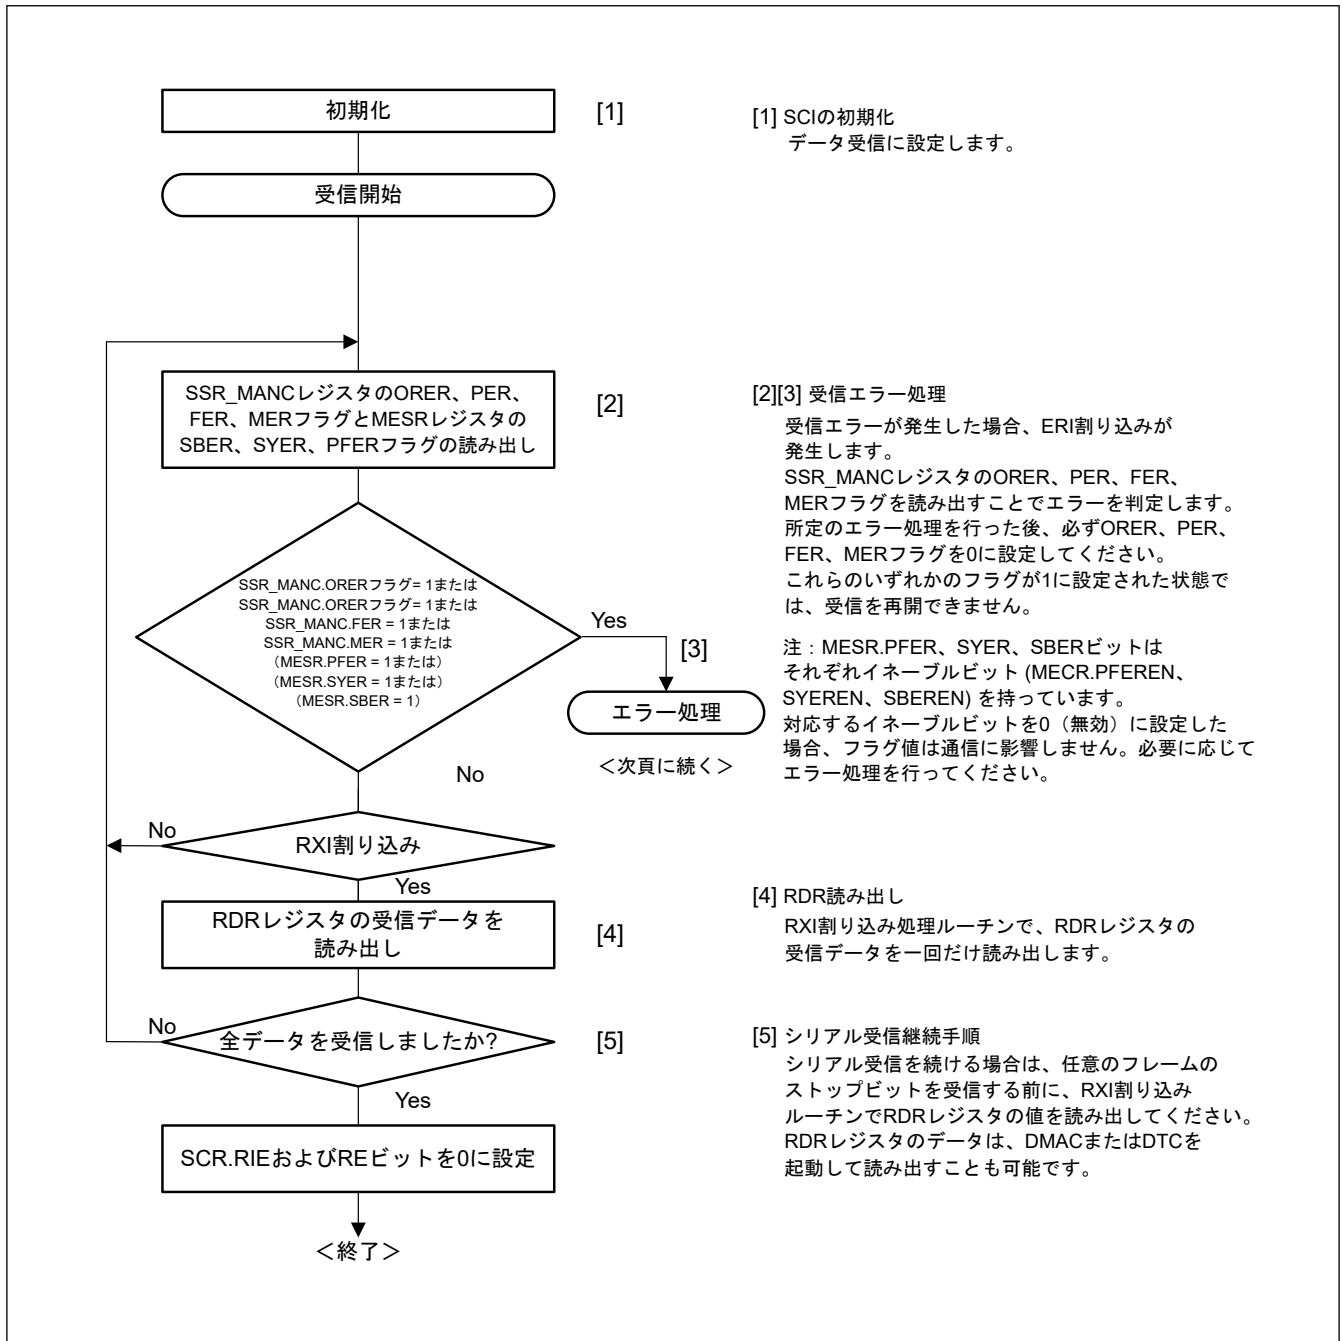 初期化
[1]
[1] SCIの初期化
データ受信に設定します。
受信開始
SSR_MANCレジスタのORER、PER、
FER、MERフラグとMESRレジスタの
SBER、SYER、PFERフラグの読み出し
[2]
[2][3] 受信エラー処理
受信エラーが発生した場合、ERI割り込みが
発生します。
SSR_MANCレジスタのORER、PER、FER、
MERフラグを読み出すことでエラーを判定します。
所定のエラー処理を行った後、必ずORER、PER、
FER、MERフラグを0に設定してください。
これらのいずれかのフラグが1に設定された状態で
は、受信を再開できません。
注：MESR.PFER、SYER、SBERビットは
それぞれイネーブルビット (MECR.PFEREN、
SYEREN、SBEREN) を持っています。
対応するイネーブルビットを0（無効）に設定した
場合、フラグ値は通信に影響しません。必要に応じて
エラー処理を行ってください。
SSR_MANC.ORERフラグ= 1または
SSR_MANC.ORERフラグ= 1または
SSR_MANC.FER = 1または
SSR_MANC.MER = 1または
（MESR.PFER = 1または）
（MESR.SYER = 1または）
（MESR.SBER = 1）
Yes
[3]
エラー処理
＜次頁に続く＞
No
RXI割り込み
No
Yes
RDRレジスタの受信データを
読み出し
[4]
[4] RDR読み出し
RXI割り込み処理ルーチンで、RDRレジスタの
受信データを一回だけ読み出します。
No
全データを受信しましたか?
[5]
[5] シリアル受信継続手順
シリアル受信を続ける場合は、任意のフレームの
ストップビットを受信する前に、RXI割り込み
ルーチンでRDRレジスタの値を読み出してください。
RDRレジスタのデータは、DMACまたはDTCを
起動して読み出すことも可能です。
Yes
SCR.RIEおよびREビットを0に設定
＜終了＞